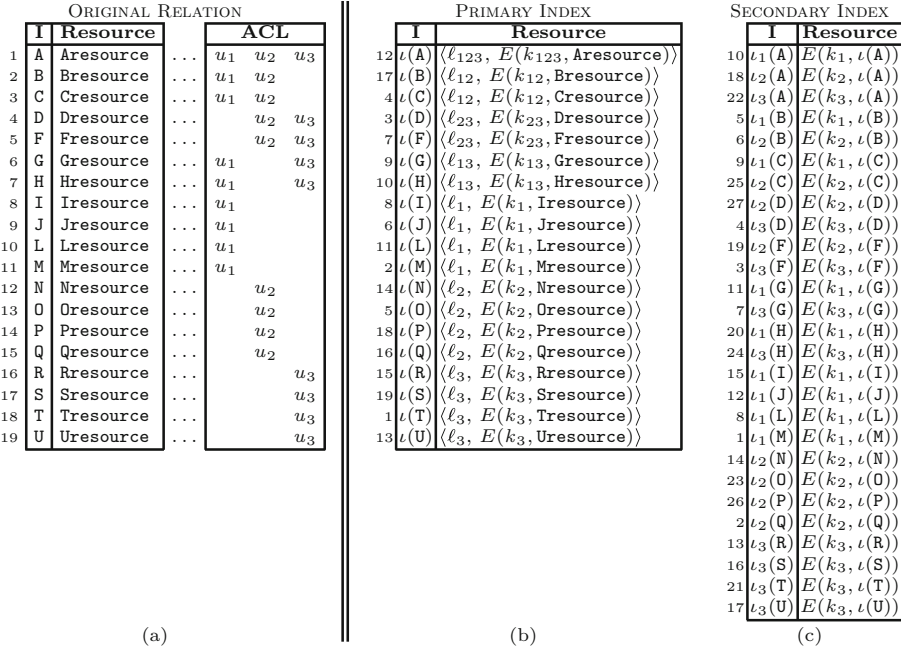 ORIGINAL RELATION
I Resource ACL
1 A Aresource ... u1 u2 u3
2 B Bresource ... u1 u2
3 C Cresource ... u1 u2
4 D Dresource ... u2 u3
5 F Fresource ... u2 u3
6 G Gresource ... u1 u3
7 H Hresource ... u1 u3
8 I Iresource ... u1
9 J Jresource ... u1
10 L Lresource ... u1
11 M Mresource ... u1
12 N Nresource ... u2
13 O Oresource ... u2
14 P Presource ... u2
15 Q Qresource ... u2
16 R Rresource ... u3
17 S Sresource ... u3
18 T Tresource ... u3
19 U Uresource ... u3
(a)
PRIMARY INDEX
I Resource
12 ι(A) ⟨ℓ123, E(k123, Aresource)⟩
17 ι(B) ⟨ℓ12, E(k12, Bresource)⟩
4 ι(C) ⟨ℓ12, E(k12, Cresource)⟩
3 ι(D) ⟨ℓ23, E(k23, Dresource)⟩
7 ι(F) ⟨ℓ23, E(k23, Fresource)⟩
9 ι(G) ⟨ℓ13, E(k13, Gresource)⟩
10 ι(H) ⟨ℓ13, E(k13, Hresource)⟩
8 ι(I) ⟨ℓ1, E(k1, Iresource)⟩
6 ι(J) ⟨ℓ1, E(k1, Jresource)⟩
11 ι(L) ⟨ℓ1, E(k1, Lresource)⟩
2 ι(M) ⟨ℓ1, E(k1, Mresource)⟩
14 ι(N) ⟨ℓ2, E(k2, Nresource)⟩
5 ι(O) ⟨ℓ2, E(k2, Oresource)⟩
18 ι(P) ⟨ℓ2, E(k2, Presource)⟩
16 ι(Q) ⟨ℓ2, E(k2, Qresource)⟩
15 ι(R) ⟨ℓ3, E(k3, Rresource)⟩
19 ι(S) ⟨ℓ3, E(k3, Sresource)⟩
1 ι(T) ⟨ℓ3, E(k3, Tresource)⟩
13 ι(U) ⟨ℓ3, E(k3, Uresource)⟩
(b)
SECONDARY INDEX
I Resource
10 ι1(A) E(k1, ι(A))
18 ι2(A) E(k2, ι(A))
22 ι3(A) E(k3, ι(A))
5 ι1(B) E(k1, ι(B))
6 ι2(B) E(k2, ι(B))
9 ι1(C) E(k1, ι(C))
25 ι2(C) E(k2, ι(C))
27 ι2(D) E(k2, ι(D))
4 ι3(D) E(k3, ι(D))
19 ι2(F) E(k2, ι(F))
3 ι3(F) E(k3, ι(F))
11 ι1(G) E(k1, ι(G))
7 ι3(G) E(k3, ι(G))
20 ι1(H) E(k1, ι(H))
24 ι3(H) E(k3, ι(H))
15 ι1(I) E(k1, ι(I))
12 ι1(J) E(k1, ι(J))
8 ι1(L) E(k1, ι(L))
1 ι1(M) E(k1, ι(M))
14 ι2(N) E(k2, ι(N))
23 ι2(O) E(k2, ι(O))
26 ι2(P) E(k2, ι(P))
2 ι2(Q) E(k2, ι(Q))
13 ι3(R) E(k3, ι(R))
16 ι3(S) E(k3, ι(S))
21 ι3(T) E(k3, ι(T))
17 ι3(U) E(k3, ι(U))
(c)